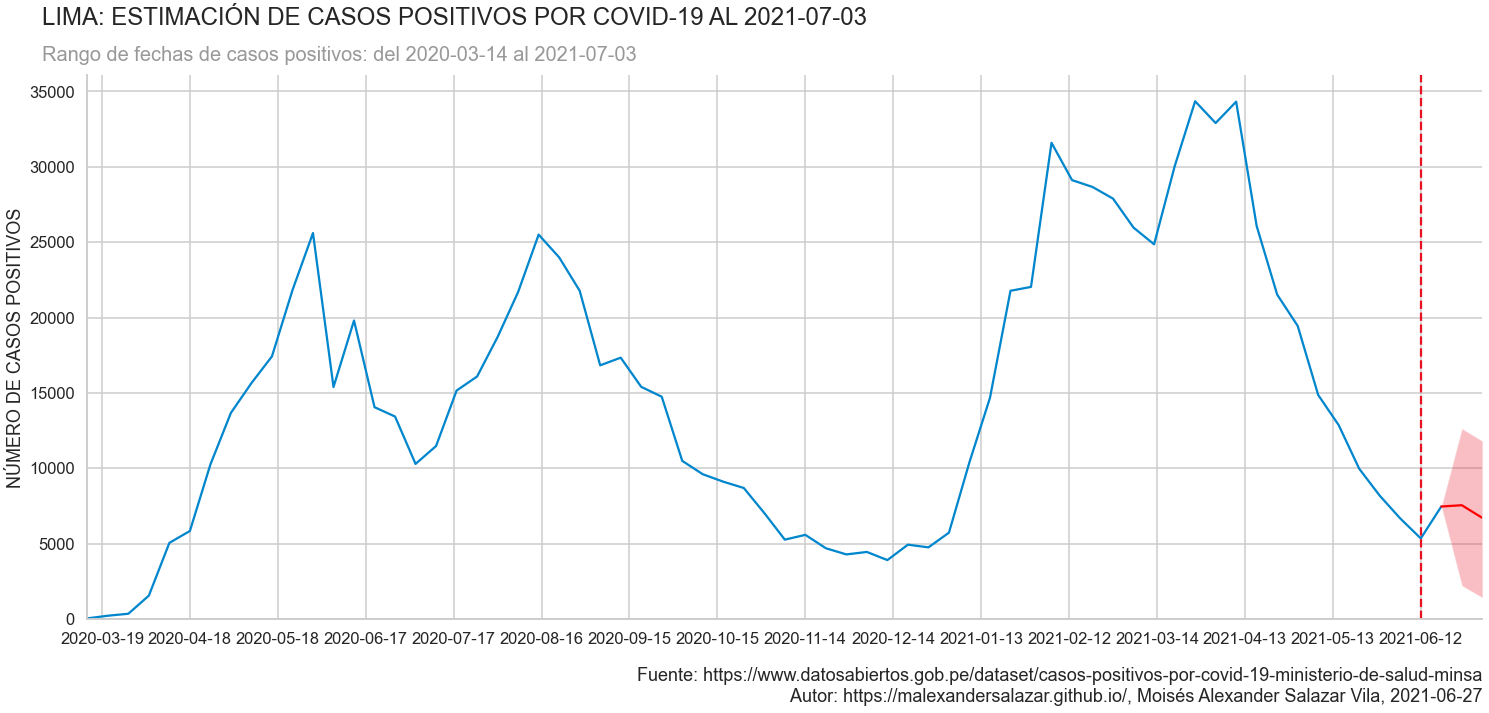 LIMA: ESTIMACIÓN DE CASOS POSITIVOS POR COVID-19 AL 2021-07-03
Rango de fechas de casos positivos: del 2020-03-14 al 2021-07-03
NÚMERO DE CASOS POSITIVOS
35000
30000
25000
20000
15000
10000
5000
0
2020-03-19 2020-04-18 2020-05-18 2020-06-17 2020-07-17 2020-08-16 2020-09-15 2020-10-15 2020-11-14 2020-12-14 2021-01-13 2021-02-12 2021-03-14 2021-04-13 2021-05-13 2021-06-12
Fuente: https://www.datosabiertos.gob.pe/dataset/casos-positivos-por-covid-19-ministerio-de-salud-minsa
Autor: https://malexandersalazar.github.io/, Moisés Alexander Salazar Vila, 2021-06-27